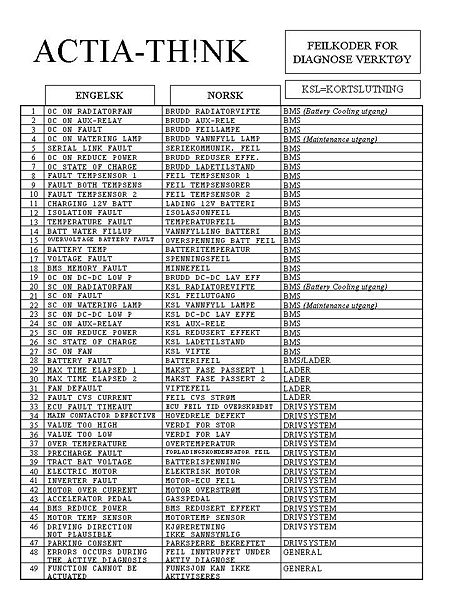 ACTIA-TH!NK
FEILKODER FOR
DIAGNOSE VERKTØY
ENGELSK NORSK KSL=KORTSLUTNING
1 OC ON RADIATORFAN BRUDD RADIATORVIFTE BMS (Battery Cooling utgang)
2 OC ON AUX-RELAY BRUDD AUX-RELE BMS
3 OC ON FAULT BRUDD FEILLAMPE BMS
4 OC ON WATERING LAMP BRUDD VANNFYLL LAMP BMS (Maintenance utgang)
5 SERIAL LINK FAULT SERIEKOMMUNIK. FEIL BMS
6 OC ON REDUCE POWER BRUDD REDUSER EFFE. BMS
7 OC STATE OF CHARGE BRUDD LADETILSTAND BMS
8 FAULT TEMPSENSOR 1 FEIL TEMPSENSOR 1 BMS
9 FAULT BOTH TEMPSENS FEIL TEMPSENSORER BMS
10 FAULT TEMPSENSOR 2 FEIL TEMPSENSOR 2 BMS
11 CHARGING 12V BATT LADING 12V BATTERI BMS
12 ISOLATION FAULT ISOLASJONFEIL BMS
13 TEMPERATURE FAULT TEMPERATURFEIL BMS
14 BATT WATER FILLUP VANNFYLLING BATTERI BMS
15 OVERVOLTAGE BATTERY FAULT OVERSPENNING BATT FEIL BMS
16 BATTERY TEMP BATTERITEMPERATUR BMS
17 VOLTAGE FAULT SPENNINGSFEIL BMS
18 BMS MEMORY FAULT MINNEFEIL BMS
19 OC ON DC-DC LOW P BRUDD DC-DC LAV EFF BMS
20 SC ON RADIATORFAN KSL RADIATOREVIFTE BMS (Battery Cooling utgang)
21 SC ON FAULT KSL FEILUTGANG BMS
22 SC ON WATERING LAMP KSL VANNFYLL LAMPE BMS (Maintenance utgang)
23 SC ON DC-DC LOW P KSL DC-DC LAV EFFE BMS
24 SC ON AUX-RELAY KSL AUX-RELE BMS
25 SC ON REDUCE POWER KSL REDUSERT EFFEKT BMS
26 SC STATE OF CHARGE KSL LADETILSTAND BMS
27 SC ON FAN KSL VIFTE BMS
28 BATTERY FAULT BATTERIFEIL BMS/LADER
29 MAX TIME ELAPSED 1 MAKST FASE PASSERT 1 LADER
30 MAX TIME ELAPSED 2 MAKST FASE PASSERT 2 LADER
31 FAN DEFAULT VIFTEFEIL LADER
32 FAULT CVS CURRENT FEIL CVS STRØM LADER
33 ECU FAULT TIMEAUT ECU FEIL TID OVERSKREDET DRIVSYSTEM
34 MAIN CONTACTOR DEFECTIVE HOVEDRELE DEFEKT DRIVSYSTEM
35 VALUE TOO HIGH VERDI FOR STOR DRIVSYSTEM
36 VALUE TOO LOW VERDI FOR LAV DRIVSYSTEM
37 OVER TEMPERATURE OVERTEMPERATUR DRIVSYSTEM
38 PRECHARGE FAULT FORLADINGSKONDENSATOR FEIL DRIVSYSTEM
39 TRACT BAT VOLTAGE BATTERISPENNING DRIVSYSTEM
40 ELECTRIC MOTOR ELEKTRISK MOTOR DRIVSYSTEM
41 INVERTER FAULT MOTOR-ECU FEIL DRIVSYSTEM
42 MOTOR OVER CURRENT MOTOR OVERSTRØM DRIVSYSTEM
43 ACCELERATOR PEDAL GASSPEDAL DRIVSYSTEM
44 BMS REDUCE POWER BMS REDUSERT EFFEKT DRIVSYSTEM
45 MOTOR TEMP SENSOR MOTORTEMP SENSOR DRIVSYSTEM
46 DRIVING DIRECTION KJØRERETNING DRIVSYSTEM
NOT PLAUSIBLE IKKE SANNSYNLIG
47 PARKING CONSENT PARKSPERRE BEKREFTET DRIVSYSTEM
48 ERRORS OCCURS DURING FEIL INNTRUFFET UNDER GENERAL
THE ACTIVE DIAGNOSIS AKTIV DIAGNOSE
49 FUNCTION CANNOT BE FUNKSJON KAN IKKE GENERAL
ACTUATED AKTIVISERES